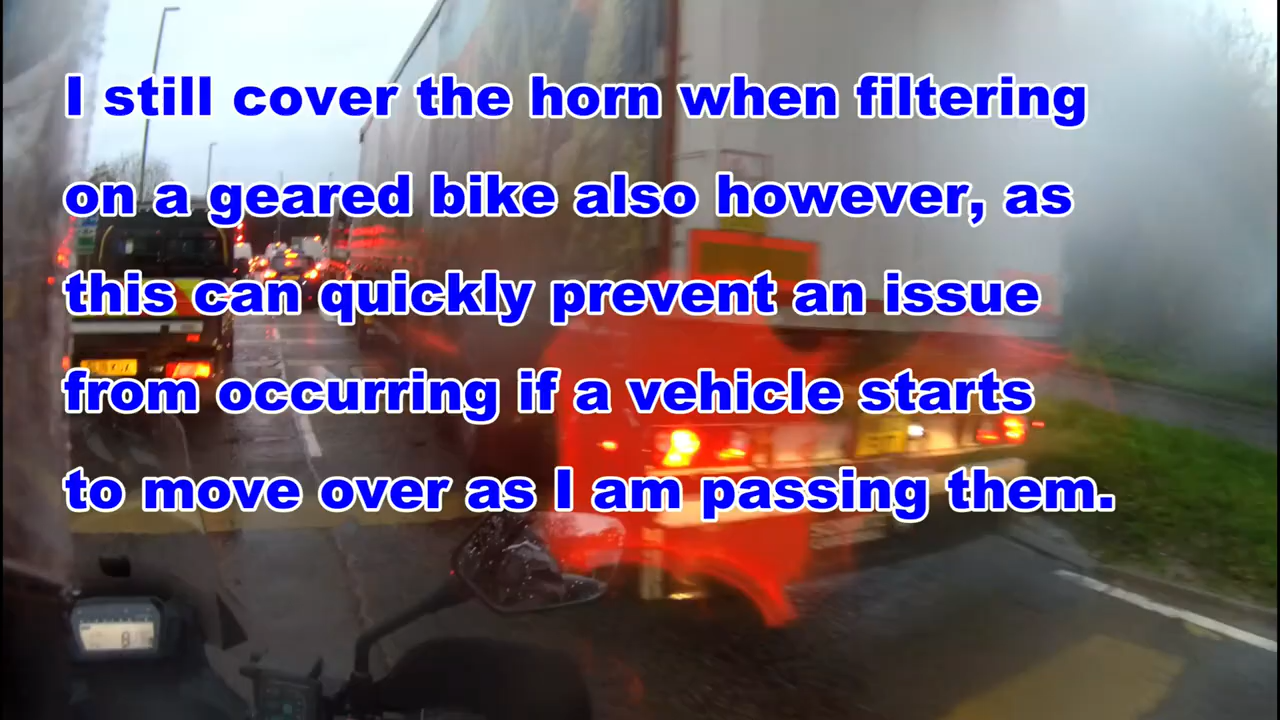 I still cover the horn when filtering
on a geared bike also however, as
this can quickly prevent an issue
from occurring if a vehicle starts
to move over as I am passing them.
8